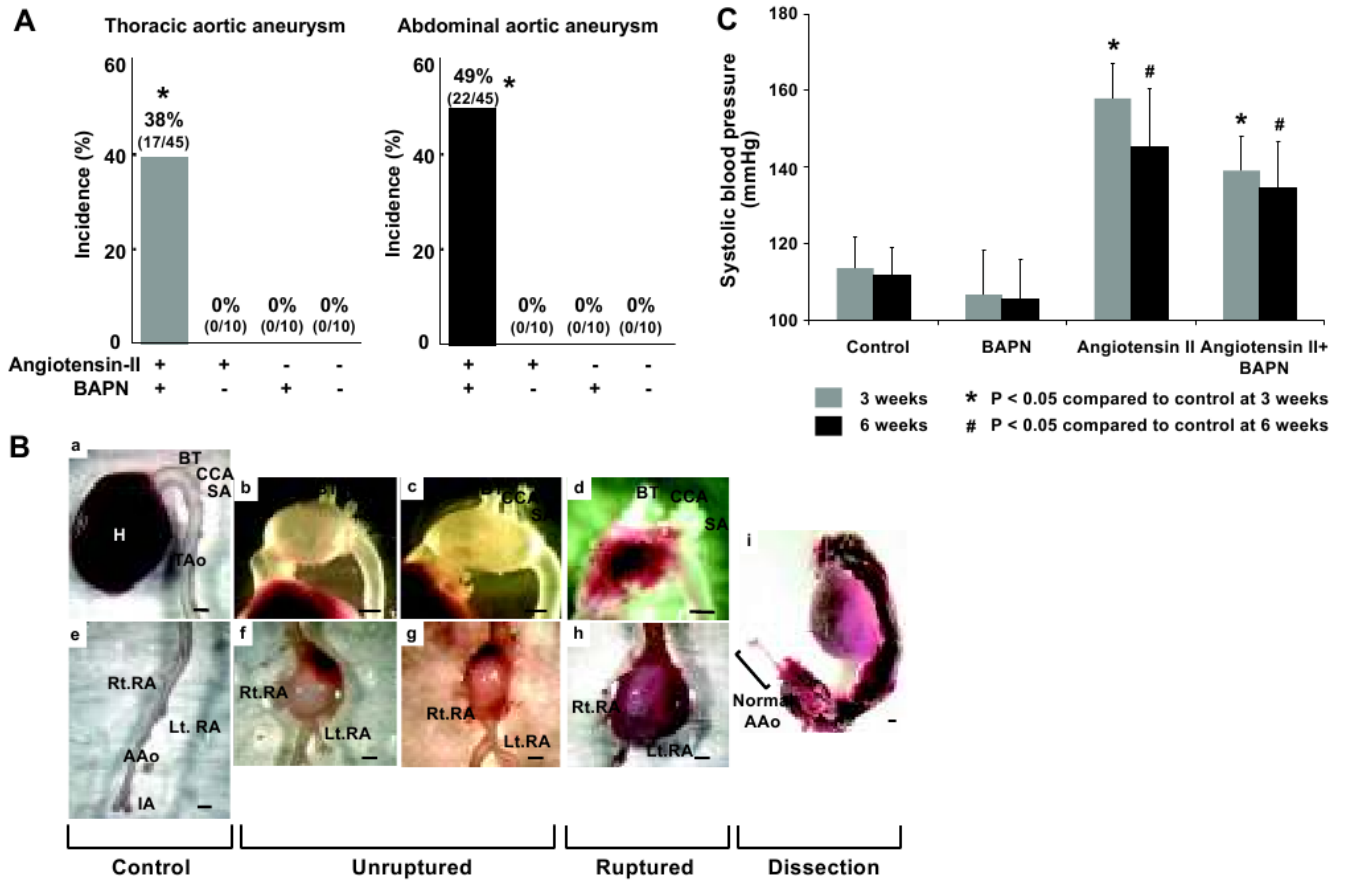 A
Thoracic aortic aneurysm
Incidence (%)
60
40
20
0
*
38%
(17/45)
0%
(0/10)
0%
(0/10)
0%
(0/10)
Abdominal aortic aneurysm
Incidence (%)
60
40
20
0
49%
*
(22/45)
0%
(0/10)
0%
(0/10)
0%
(0/10)
Angiotensin-II + + - - + + - -
BAPN + - + - + - + -
C
Systolic blood pressure
(mmHg)
180
160
140
120
100
* # * #
Control BAPN Angiotensin II Angiotensin II+
BAPN
3 weeks * P < 0.05 compared to control at 3 weeks
6 weeks # P < 0.05 compared to control at 6 weeks
B
a
BT
CCA
SA
H
TAo
b
BT
c
CCA
d
BT CCA
SA
e
Rt.RA
Lt. RA
AAo
IA
f
Rt.RA
Lt.RA
g
Rt.RA
Lt.RA
h
Rt.RA
Lt.RA
i
Normal
AAo
Control
Unruptured
Ruptured
Dissection